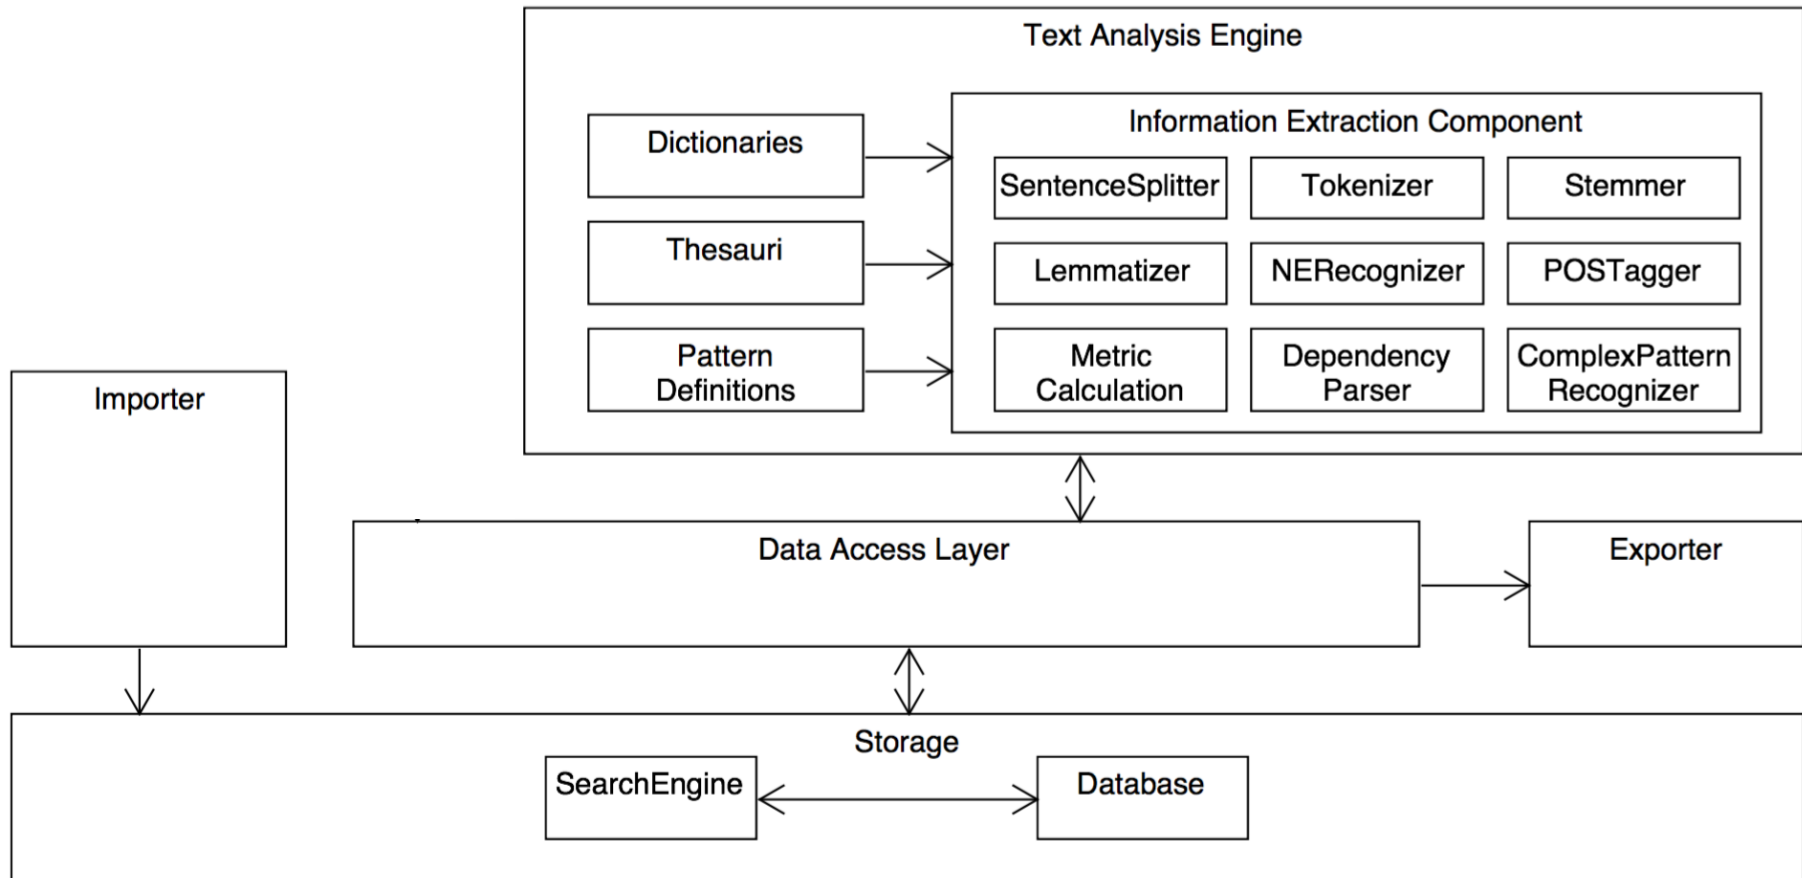 Text Analysis Engine
Information Extraction Component
Dictionaries
SentenceSplitter
Tokenizer
Stemmer
Thesauri
Lemmatizer
NERecognizer
POSTagger
Pattern
Definitions
Metric
Calculation
Dependency
Parser
ComplexPattern
Recognizer
Importer
Data Access Layer
Exporter
Storage
SearchEngine
Database